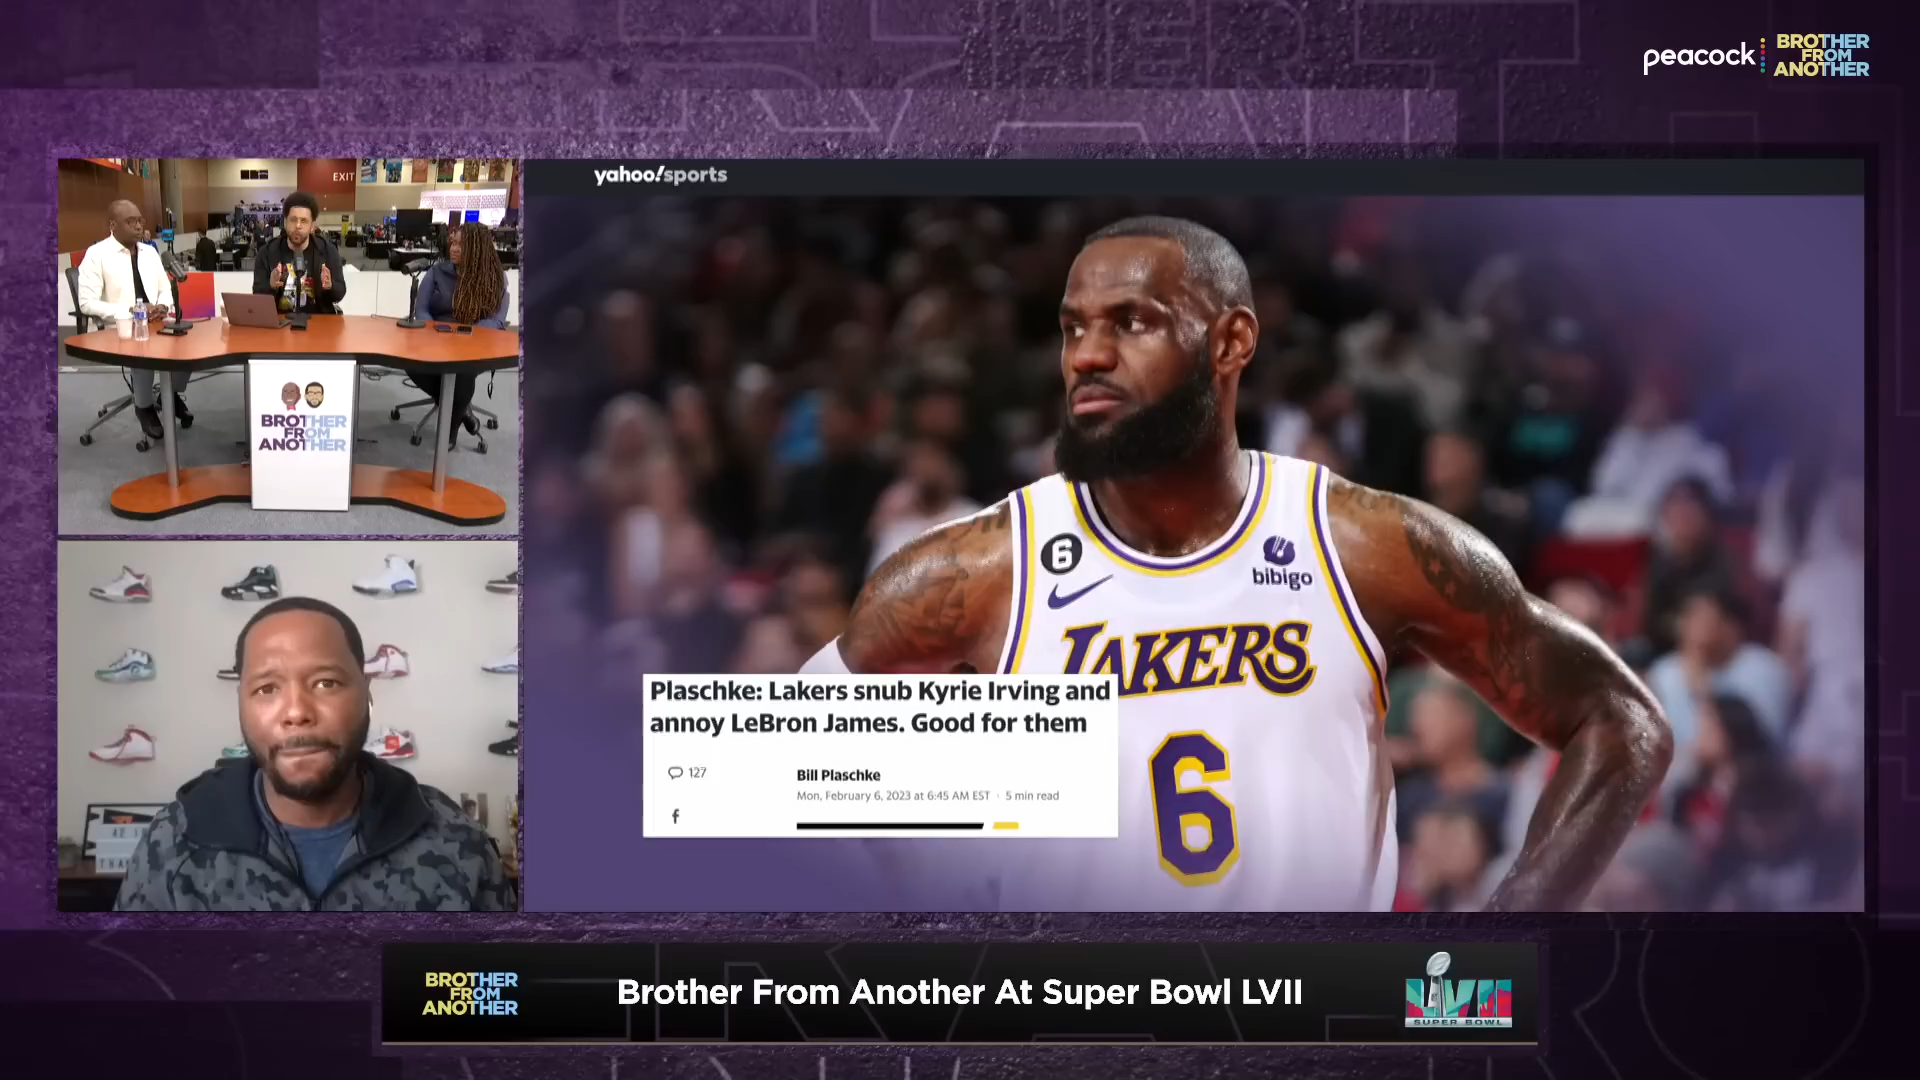 peacock
BROTHER
FROM
ANOTHER
yahoo!sports
EXIT
BROTHER
FROM
ANOTHER
6
bibigo
LAKERS
6
Plaschke: Lakers snub Kyrie Irving and
annoy LeBron James. Good for them
127
Bill Plaschke
Mon, February 6, 2023 at 6:45 AM EST · 5 min read
f
BROTHER
FROM
ANOTHER
Brother From Another At Super Bowl LVII
LVII
SUPER BOWL